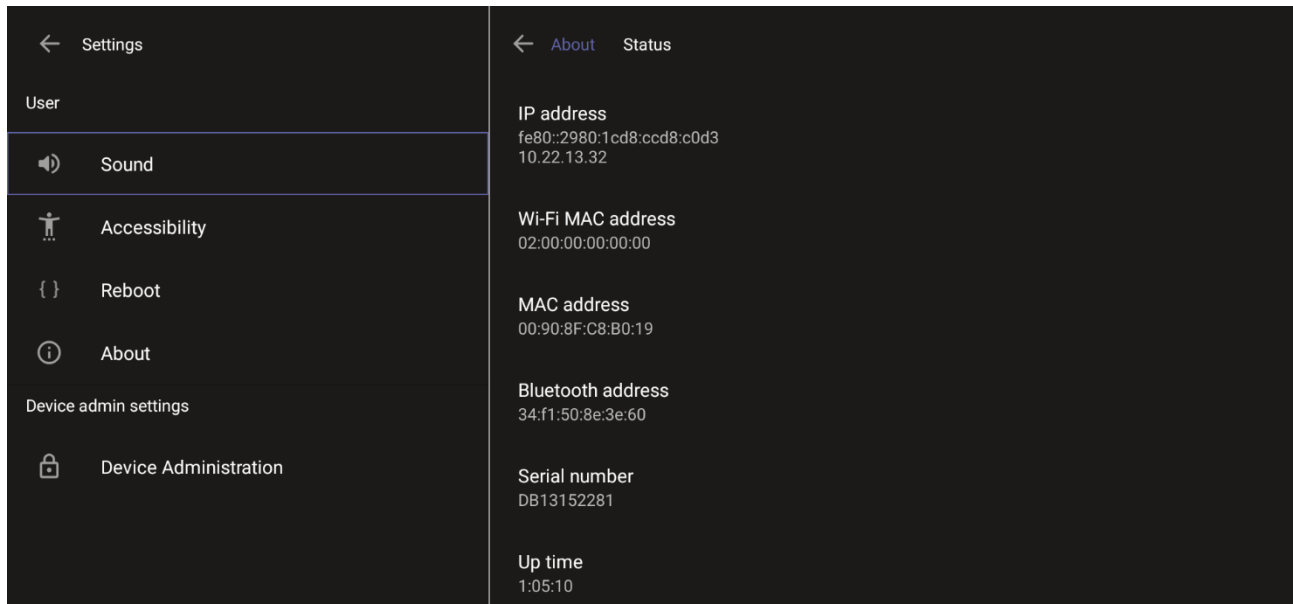 Settings
User
Sound
Accessibility
Reboot
About
Device admin settings
Device Administration
About Status
IP address
fe80::2980:1cd8:ccd8:c0d3
10.22.13.32
Wi-Fi MAC address
02:00:00:00:00:00
MAC address
00:90:8F:C8:B0:19
Bluetooth address
34:f1:50:8e:3e:60
Serial number
DB13152281
Up time
1:05:10